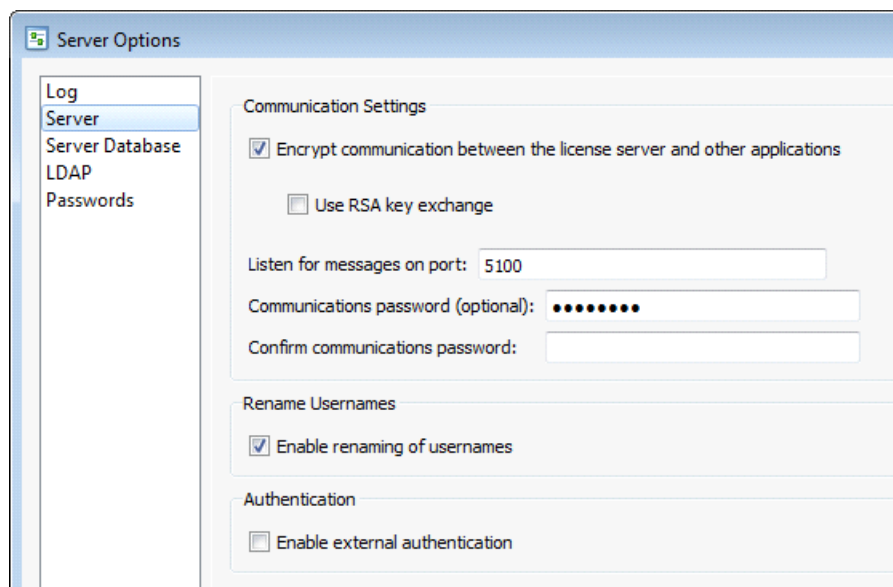 Server Options
Log
Server
Server Database
LDAP
Passwords
Communication Settings
Encrypt communication between the license server and other applications
Use RSA key exchange
Listen for messages on port: 5100
Communications password (optional): ●●●●●●●●
Confirm communications password:
Rename Usernames
Enable renaming of usernames
Authentication
Enable external authentication